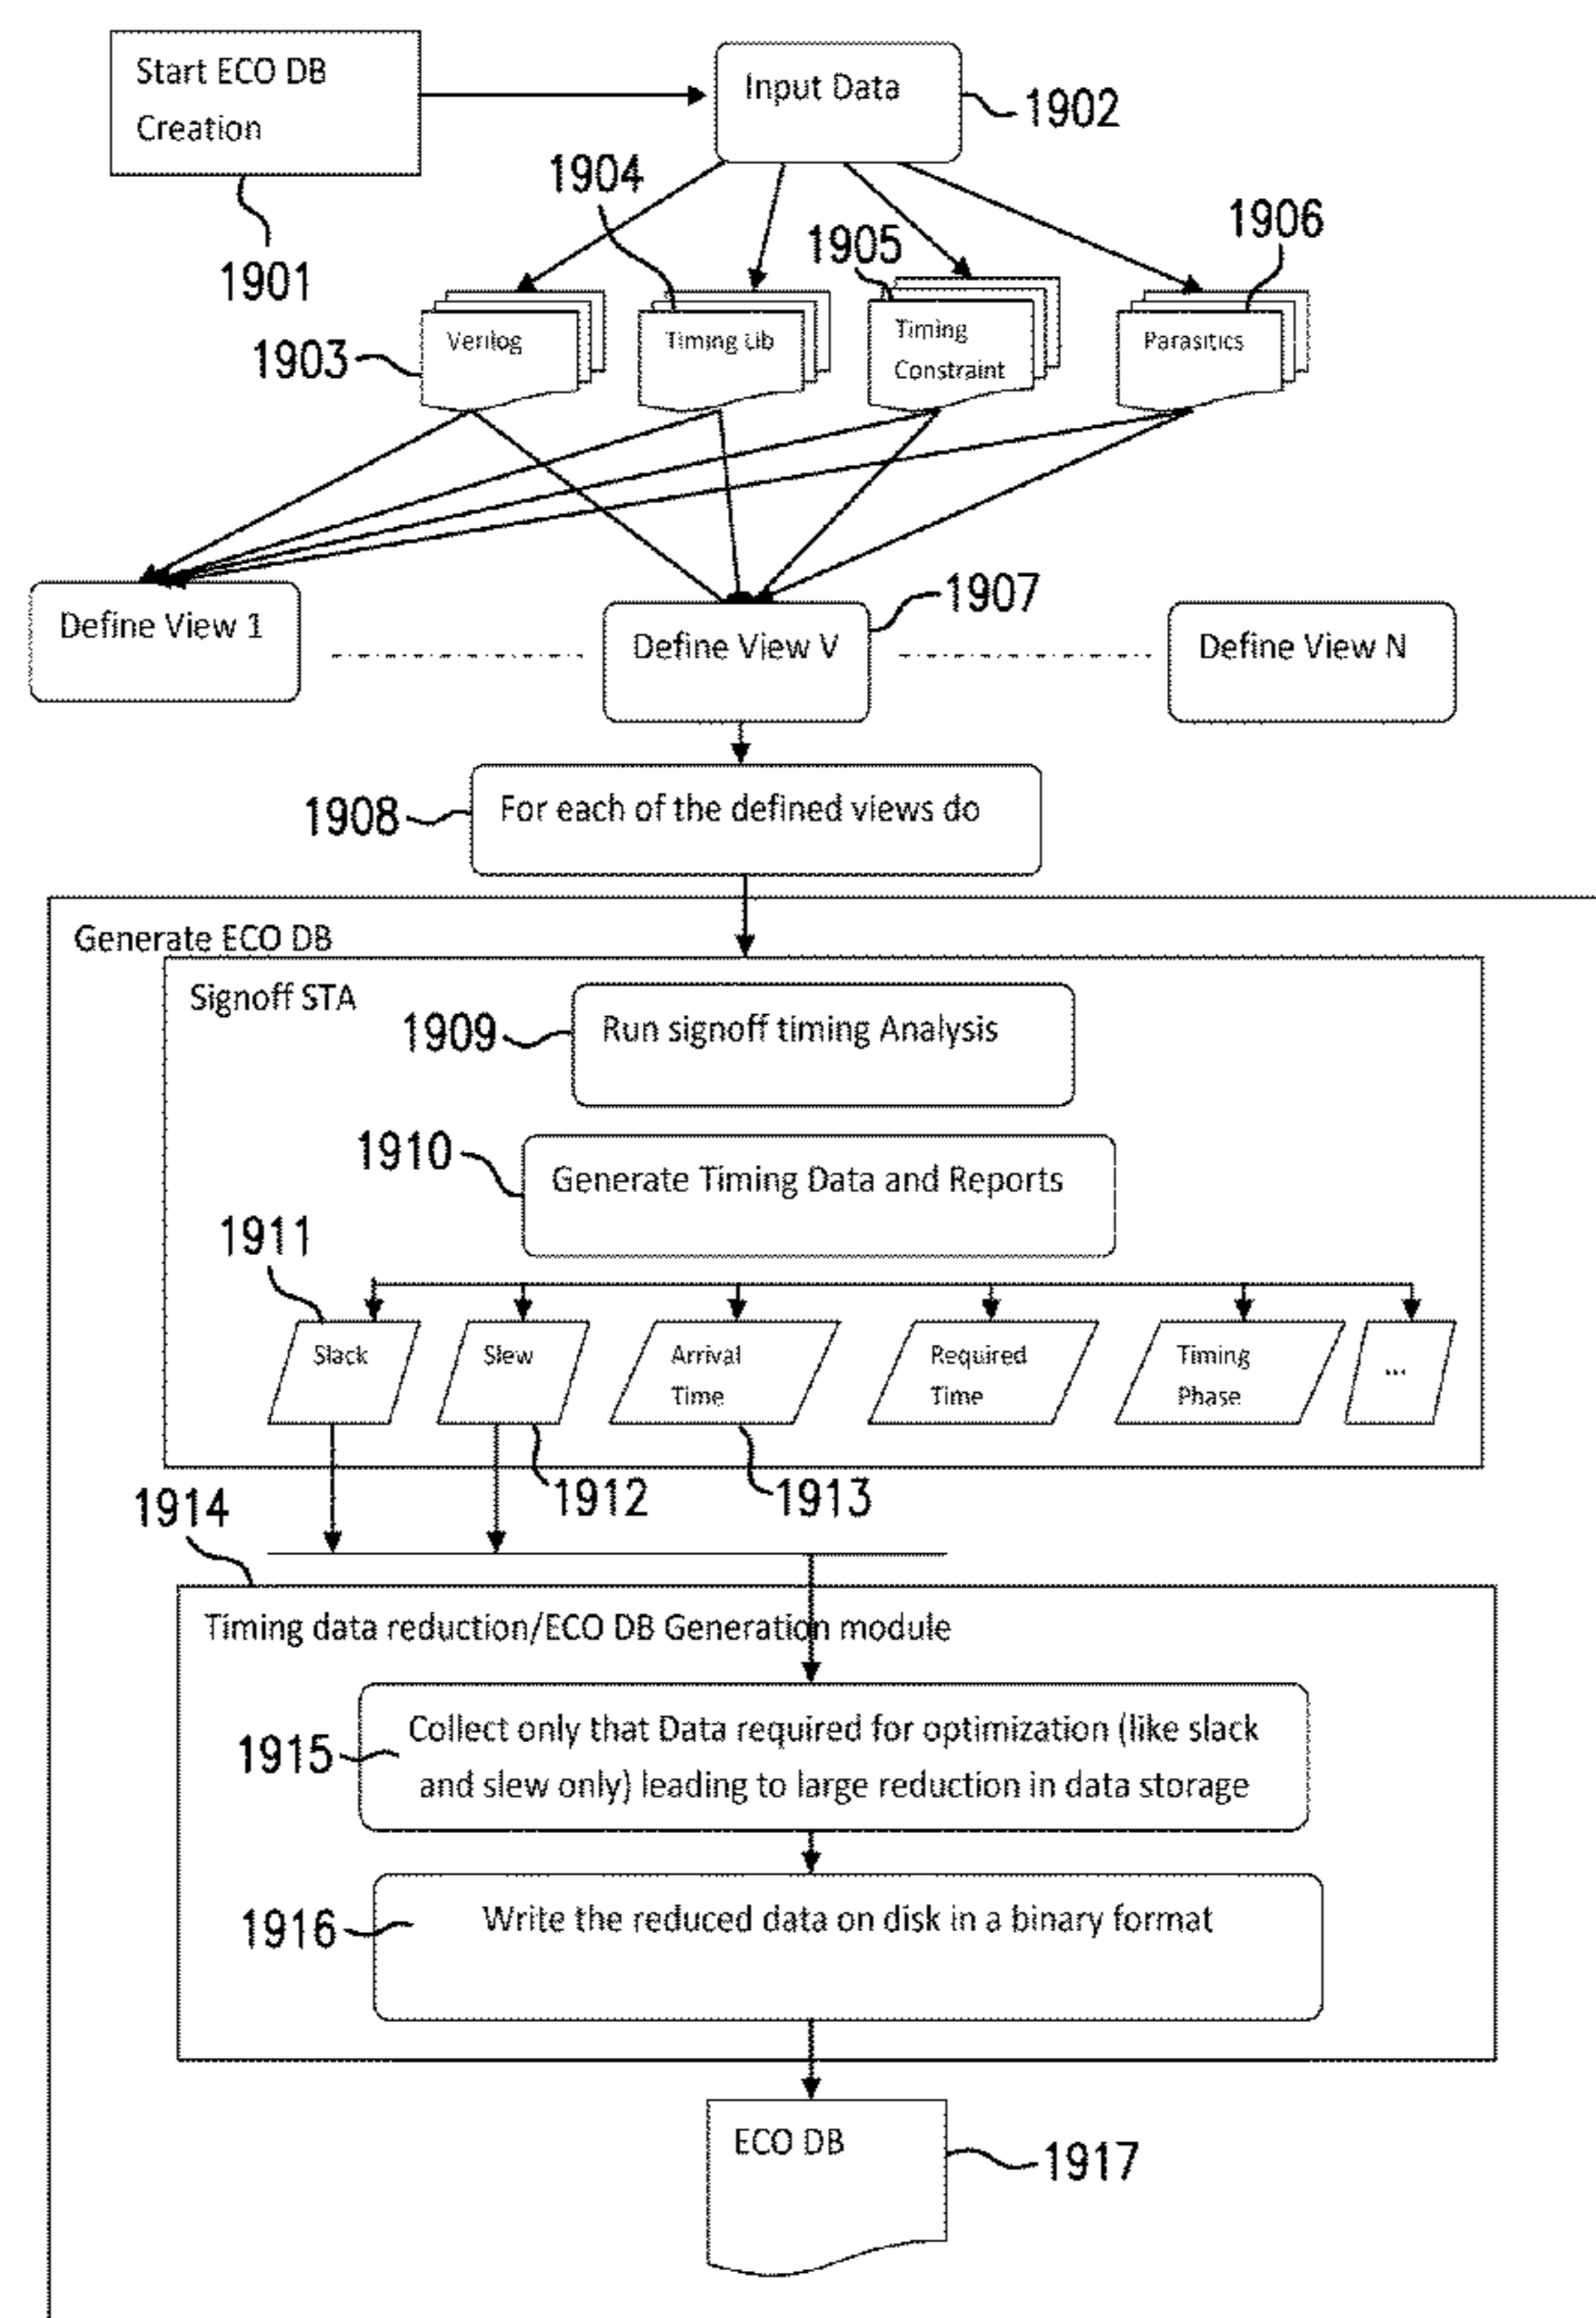 Start ECO DB
Creation
Input Data
1902
1901
1904
1905
1906
1903
Verilog
Timing Lib
Timing
Constraint
Parasitics
Define View 1
Define View V
1907
Define View N
1908
For each of the defined views do
Generate ECO DB
Signoff STA
1909
Run signoff timing Analysis
1910
Generate Timing Data and Reports
1911
Slack
Slew
Arrival
Time
Required
Time
Timing
Phase
...
1912
1913
1914
Timing data reduction/ECO DB Generation module
1915
Collect only that Data required for optimization (like slack
and slew only) leading to large reduction in data storage
1916
Write the reduced data on disk in a binary format
ECO DB
1917